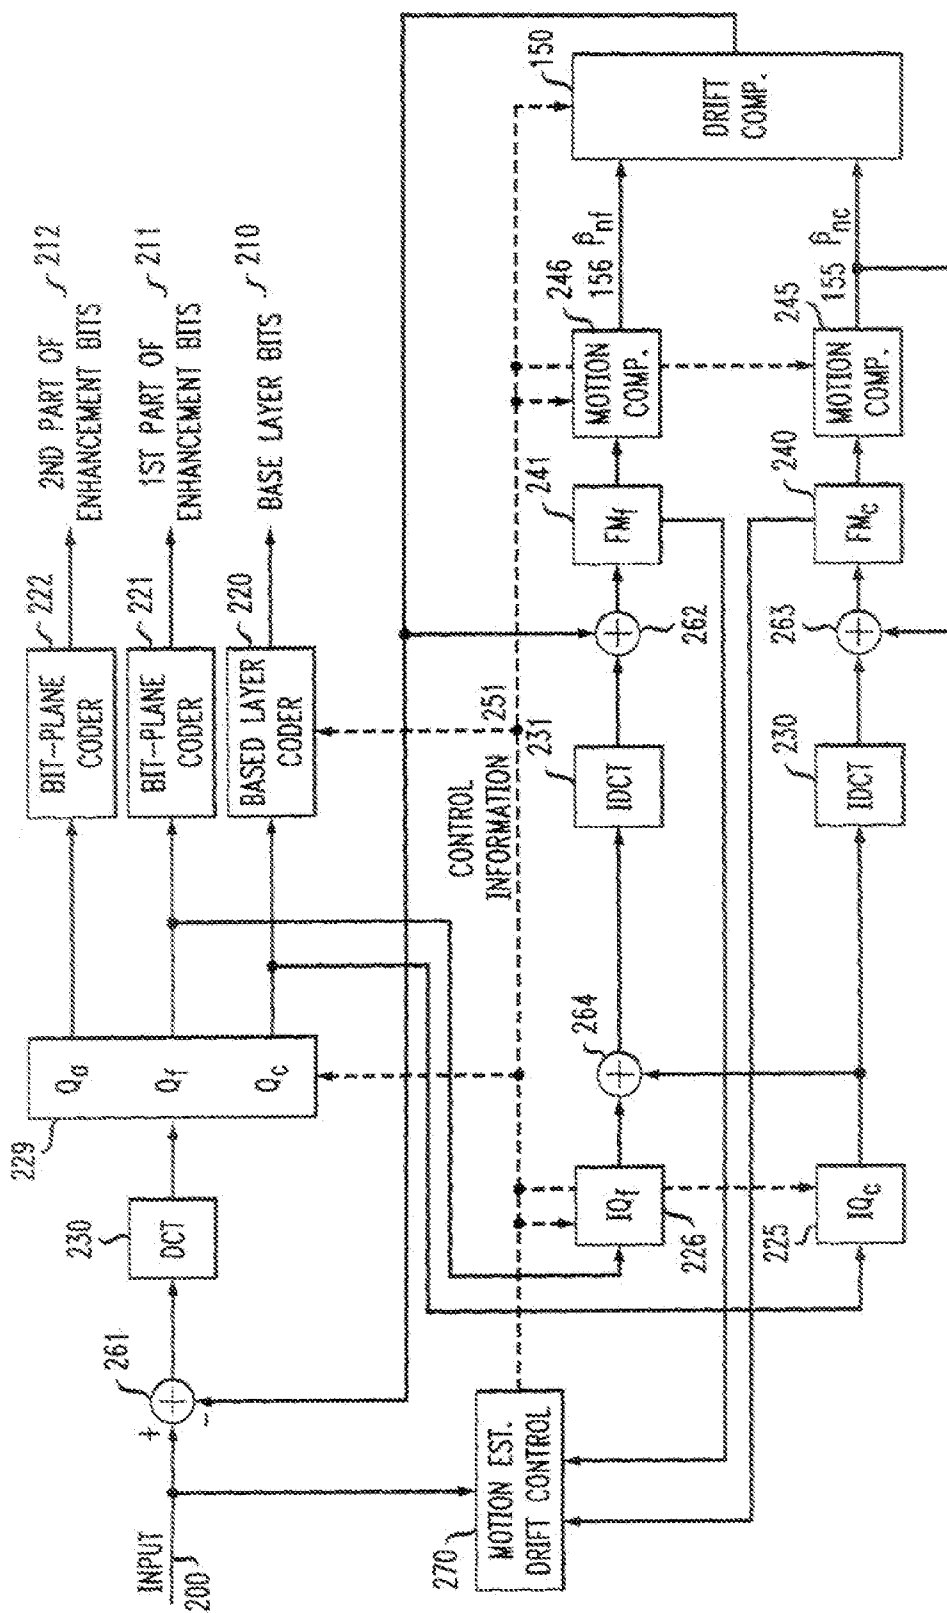 INPUT
200
+
-
261
230
DCT
229
Qa
Qf
Qc
BIT-PLANE
CODER
222
2ND PART OF
ENHANCEMENT BITS
212
BIT-PLANE
CODER
221
1ST PART OF
ENHANCEMENT BITS
211
BASED LAYER
CODER
220
BASE LAYER BITS
210
CONTROL
INFORMATION
251
270
MOTION EST.
DRIFT CONTROL
IQf
226
264
231
IDCT
262
241
FMf
246
MOTION
COMP.
156 P̂nf
150
DRIFT
COMP.
225
IQc
230
IDCT
263
240
FMc
245
MOTION
COMP.
155 P̂nc